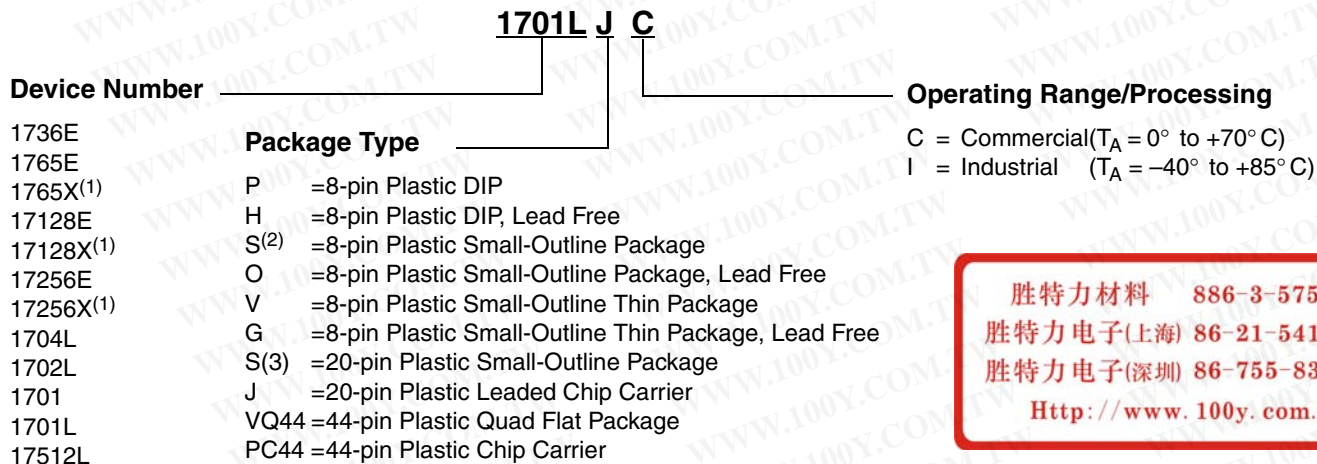 1701L J C
Device Number
1736E
1765E
1765X(1)
17128E
17128X(1)
17256E
17256X(1)
1704L
1702L
1701
1701L
17512L
Package Type
P =8-pin Plastic DIP
H =8-pin Plastic DIP, Lead Free
S(2) =8-pin Plastic Small-Outline Package
O =8-pin Plastic Small-Outline Package, Lead Free
V =8-pin Plastic Small-Outline Thin Package
G =8-pin Plastic Small-Outline Thin Package, Lead Free
S(3) =20-pin Plastic Small-Outline Package
J =20-pin Plastic Leaded Chip Carrier
VQ44 =44-pin Plastic Quad Flat Package
PC44 =44-pin Plastic Chip Carrier
Operating Range/Processing
C = Commercial(TA = 0° to +70° C)
I = Industrial (TA = –40° to +85° C)
胜特力材料 886-3-575
胜特力电子(上海) 86-21-541
胜特力电子(深圳) 86-755-83
Http://www.100y.com.
WWW.100Y.COM.TW